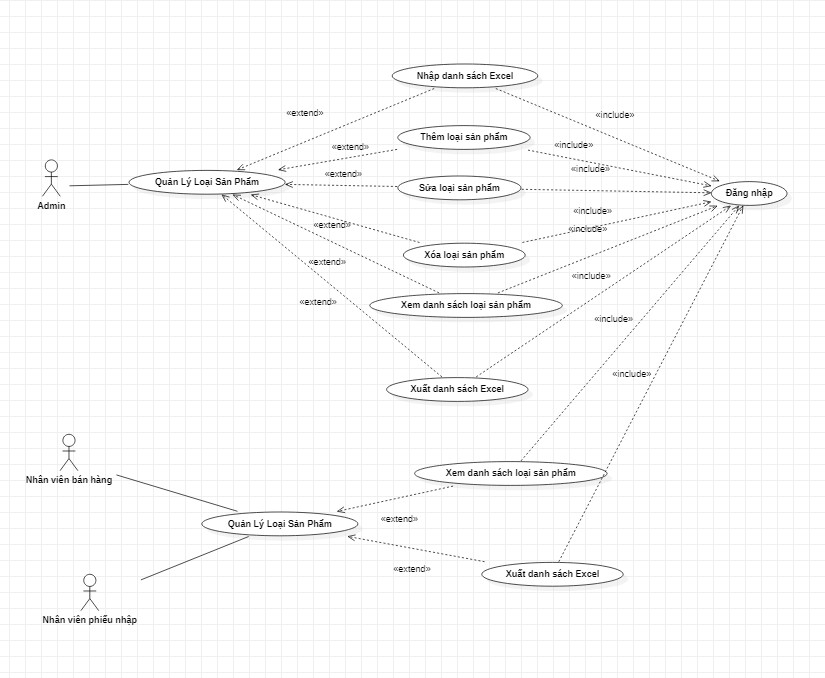 Nhập danh sách Excel
«extend»
«include»
Thêm loại sản phẩm
«extend»
«include»
«include»
«extend»
Quản Lý Loại Sản Phẩm
Sửa loại sản phẩm
Đăng nhập
Admin
«include»
«extend»
«include»
Xóa loại sản phẩm
«extend»
«include»
«extend»
Xem danh sách loại sản phẩm
«include»
«include»
Xuất danh sách Excel
Nhân viên bán hàng
Xem danh sách loại sản phẩm
«extend»
Quản Lý Loại Sản Phẩm
«extend»
Xuất danh sách Excel
Nhân viên phiếu nhập